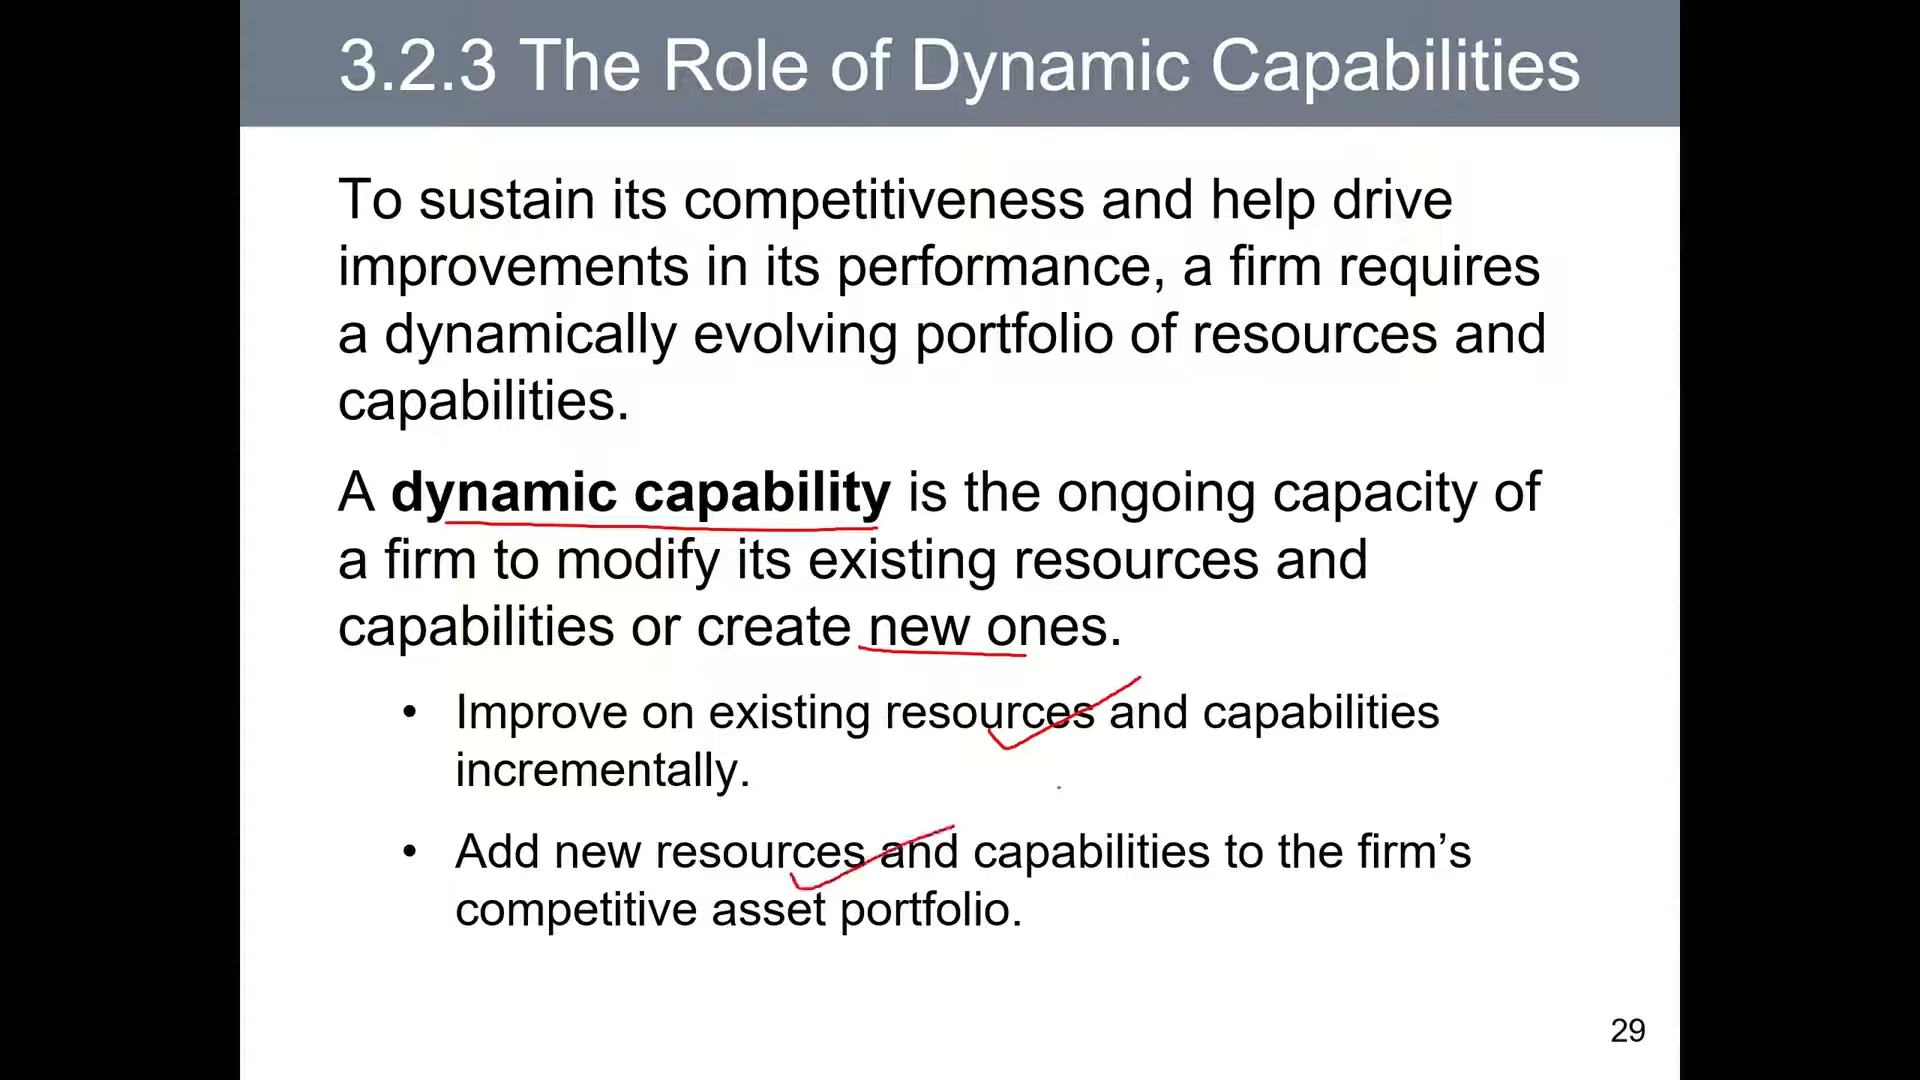 3.2.3 The Role of Dynamic Capabilities
To sustain its competitiveness and help drive
improvements in its performance, a firm requires
a dynamically evolving portfolio of resources and
capabilities.
A dynamic capability is the ongoing capacity of
a firm to modify its existing resources and
capabilities or create new ones.
• Improve on existing resources and capabilities
incrementally.
• Add new resources and capabilities to the firm’s
competitive asset portfolio.
29